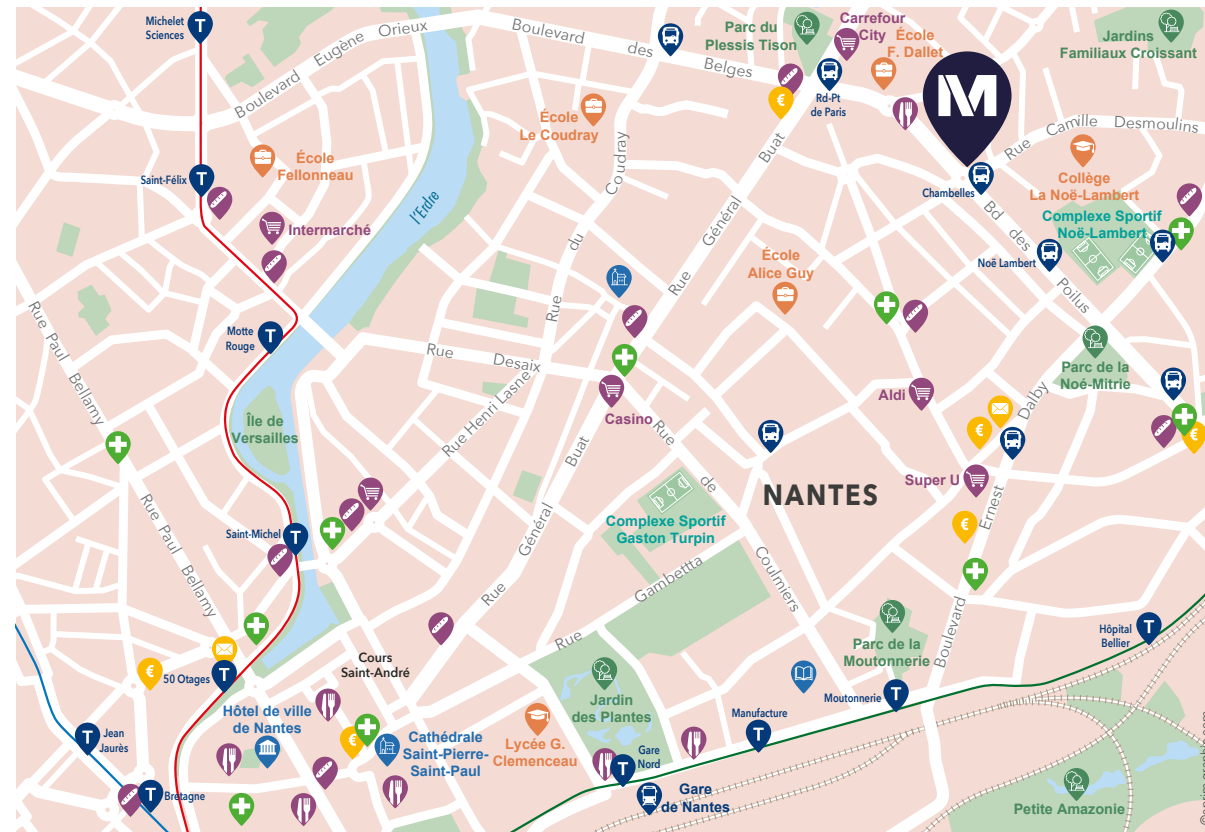 Michelet
Sciences
Boulevard Eugène Orieux
Boulevard des Belges
Parc du
Plessis Tison
Carrefour
City
École
F. Dallet
Jardins
Familiaux Croissant
Rd-Pt
de Paris
M
Rue Camille Desmoulins
École
Le Coudray
École
Fellonneau
Saint-Félix
Intermarché
l'Erdre
Rue du Coudray
Rue Général Buat
Chambelles
Collège
La Noë-Lambert
Complexe Sportif
Noë-Lambert
Bd des Poilus
Noë Lambert
École
Alice Guy
Rue Paul Bellamy
Motte
Rouge
Rue Desaix
Rue Henri Lasne
Casino
Aldi
Parc de la
Noé-Mitrie
Île de
Versailles
Rue de Coulmiers
NANTES
Super U
Boulevard Ernest Dalby
Rue Paul Bellamy
Saint-Michel
Rue Général Buat
Complexe Sportif
Gaston Turpin
Rue Gambettta
Parc de la
Moutonnerie
Hôpital
Bellier
Cours
Saint-André
50 Otages
Jardin
des Plantes
Moutonnerie
Hôtel de ville
de Nantes
Jean
Jaurès
Cathédrale
Saint-Pierre-
Saint-Paul
Lycée G.
Clemenceau
Manufacture
Gare
Nord
Bretagne
Gare
de Nantes
Petite Amazonie